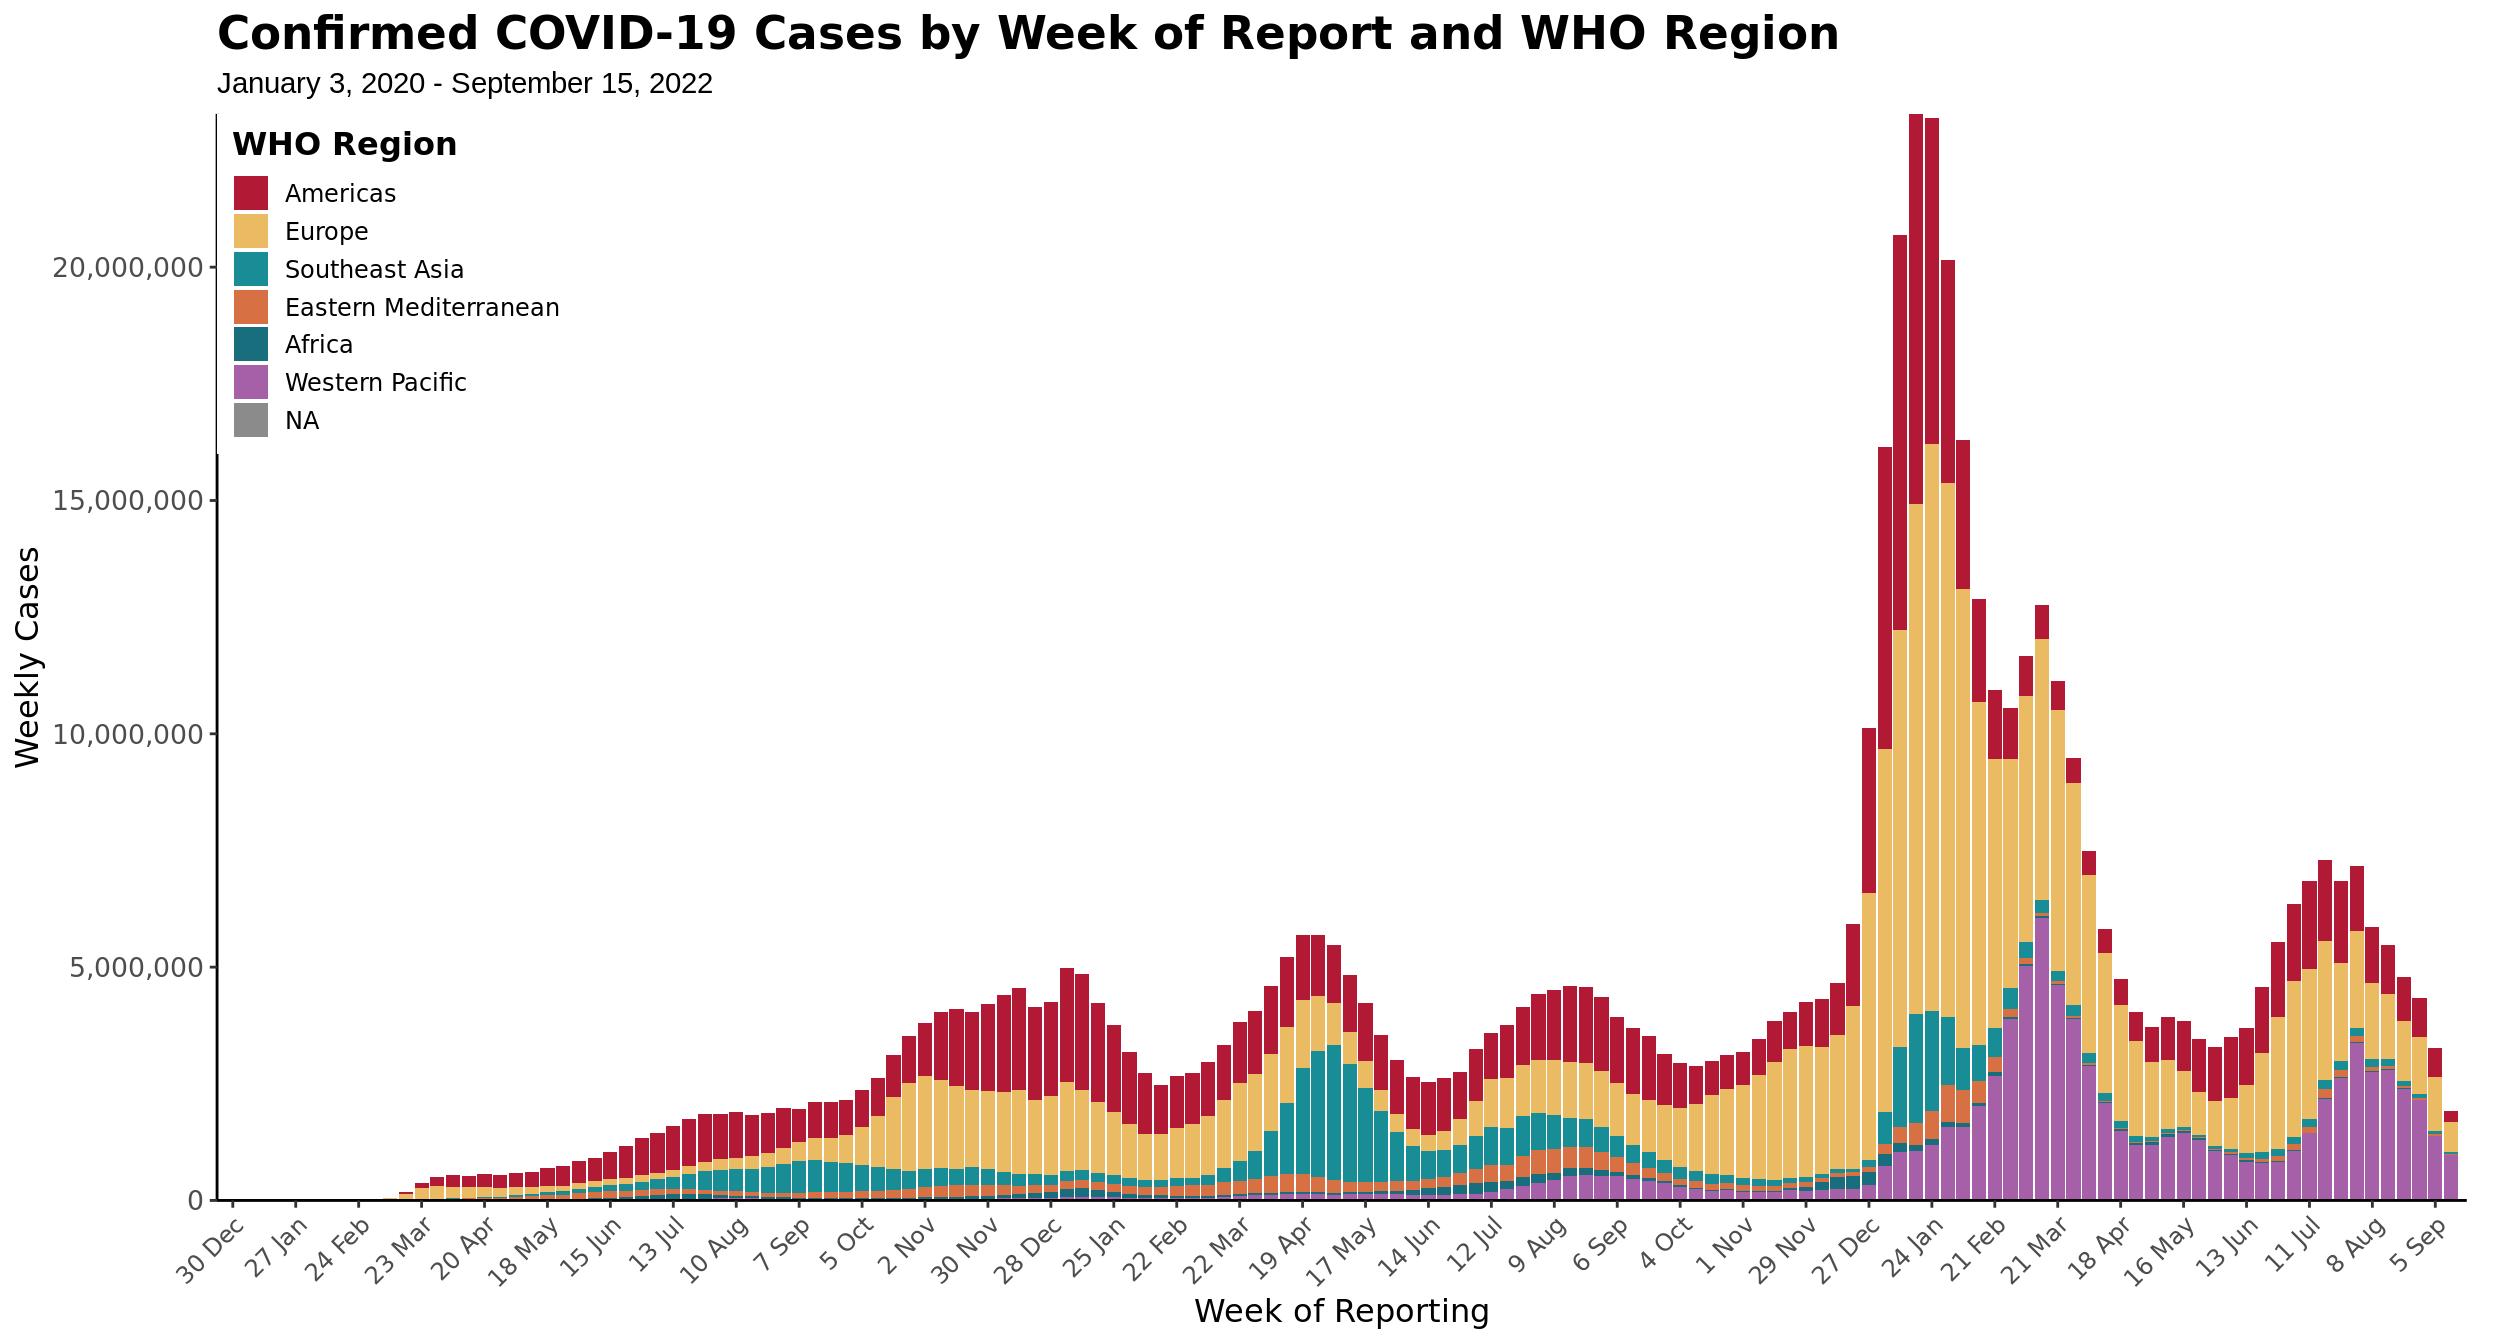 Confirmed COVID-19 Cases by Week of Report and WHO Region
January 3, 2020 - September 15, 2022
WHO Region
Americas
Europe
Southeast Asia
Eastern Mediterranean
Africa
Western Pacific
NA
Weekly Cases
20,000,000
15,000,000
10,000,000
5,000,000
0
30 Dec
27 Jan
24 Feb
23 Mar
20 Apr
18 May
15 Jun
13 Jul
10 Aug
7 Sep
5 Oct
2 Nov
30 Nov
28 Dec
25 Jan
22 Feb
22 Mar
19 Apr
17 May
14 Jun
12 Jul
9 Aug
6 Sep
4 Oct
1 Nov
29 Nov
27 Dec
24 Jan
21 Feb
21 Mar
18 Apr
16 May
13 Jun
11 Jul
8 Aug
5 Sep
Week of Reporting